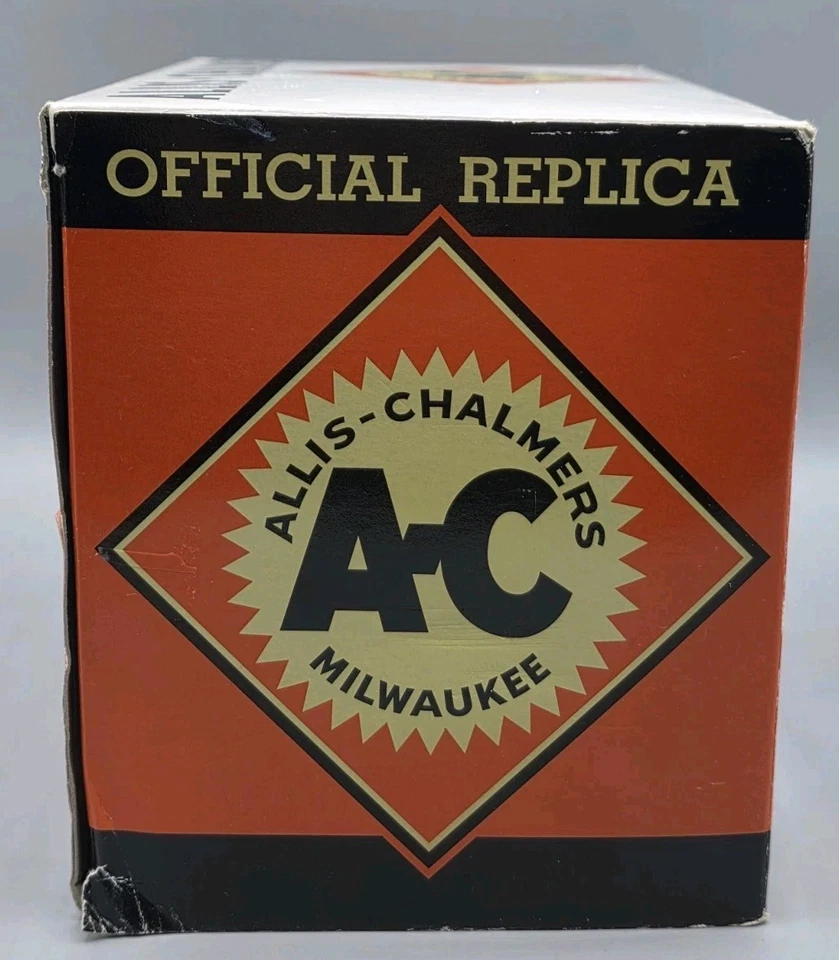 OFFICIAL REPLICA
ALLIS-CHALMERS
A-C
MILWAUKEE